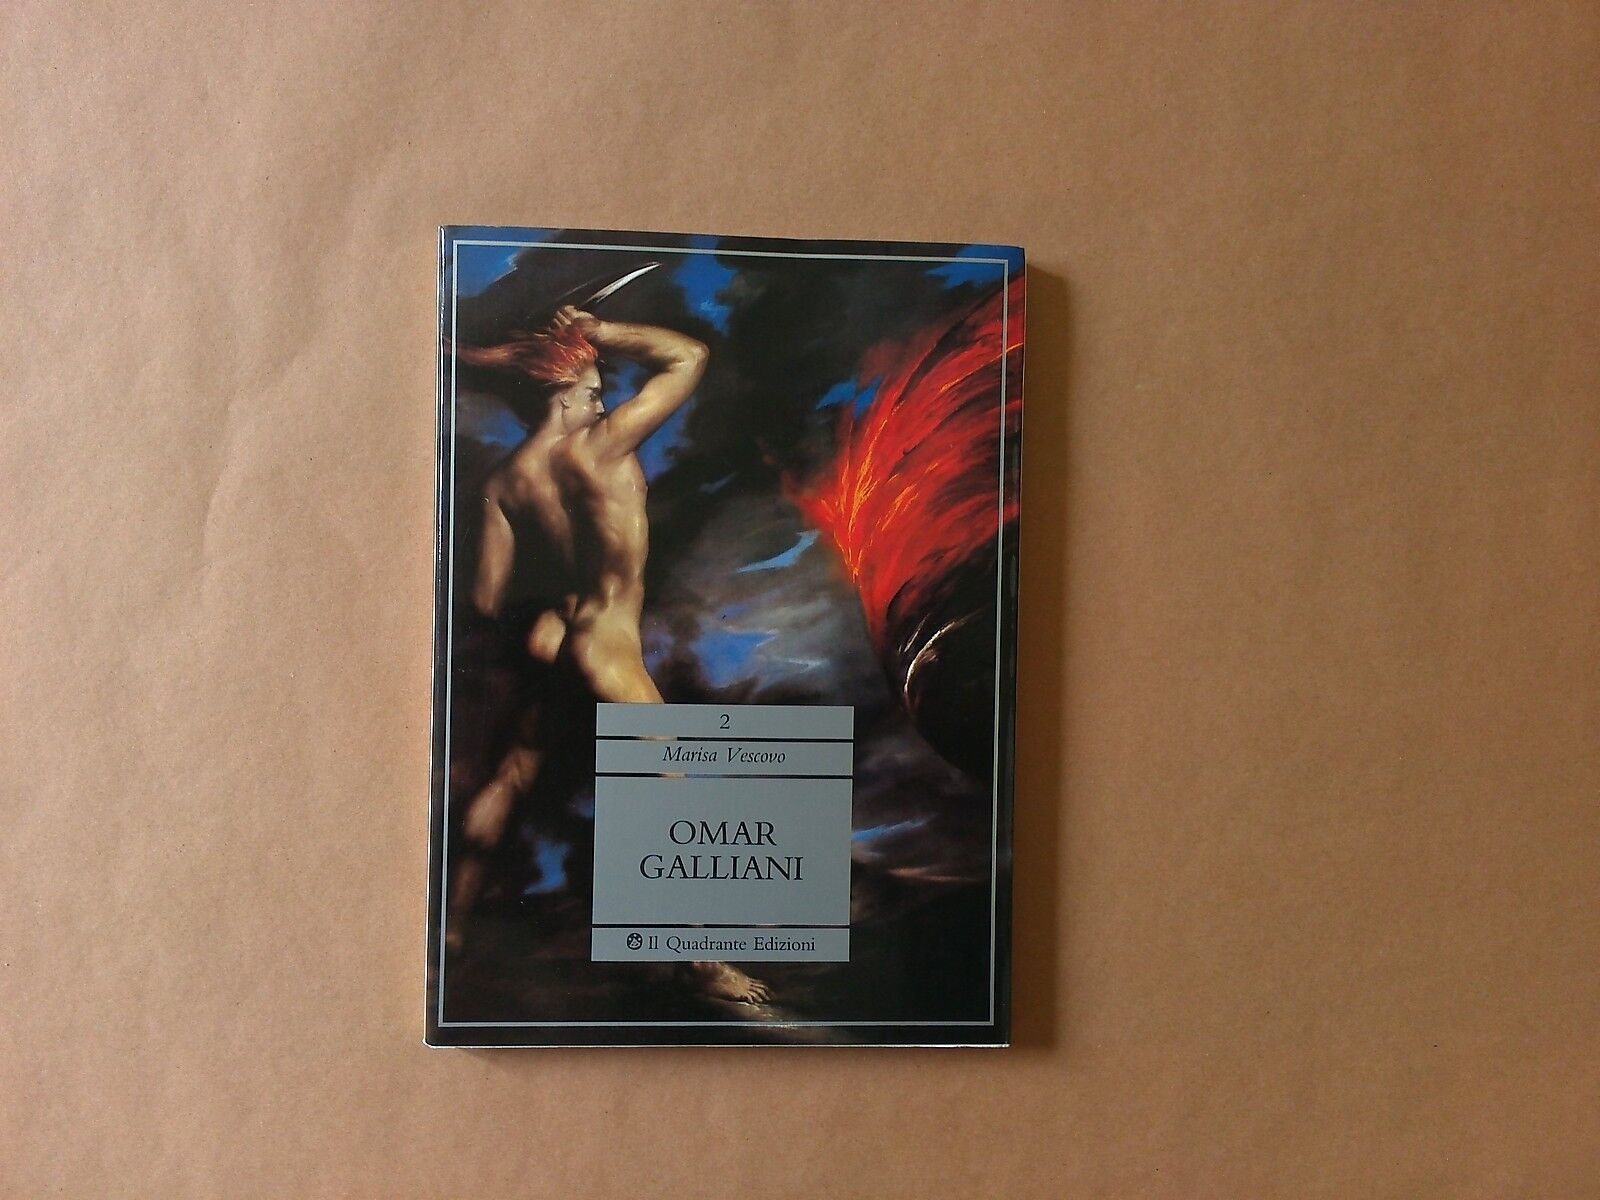 2
Marisa Vescovo
OMAR
GALLIANI
Il Quadrante Edizioni